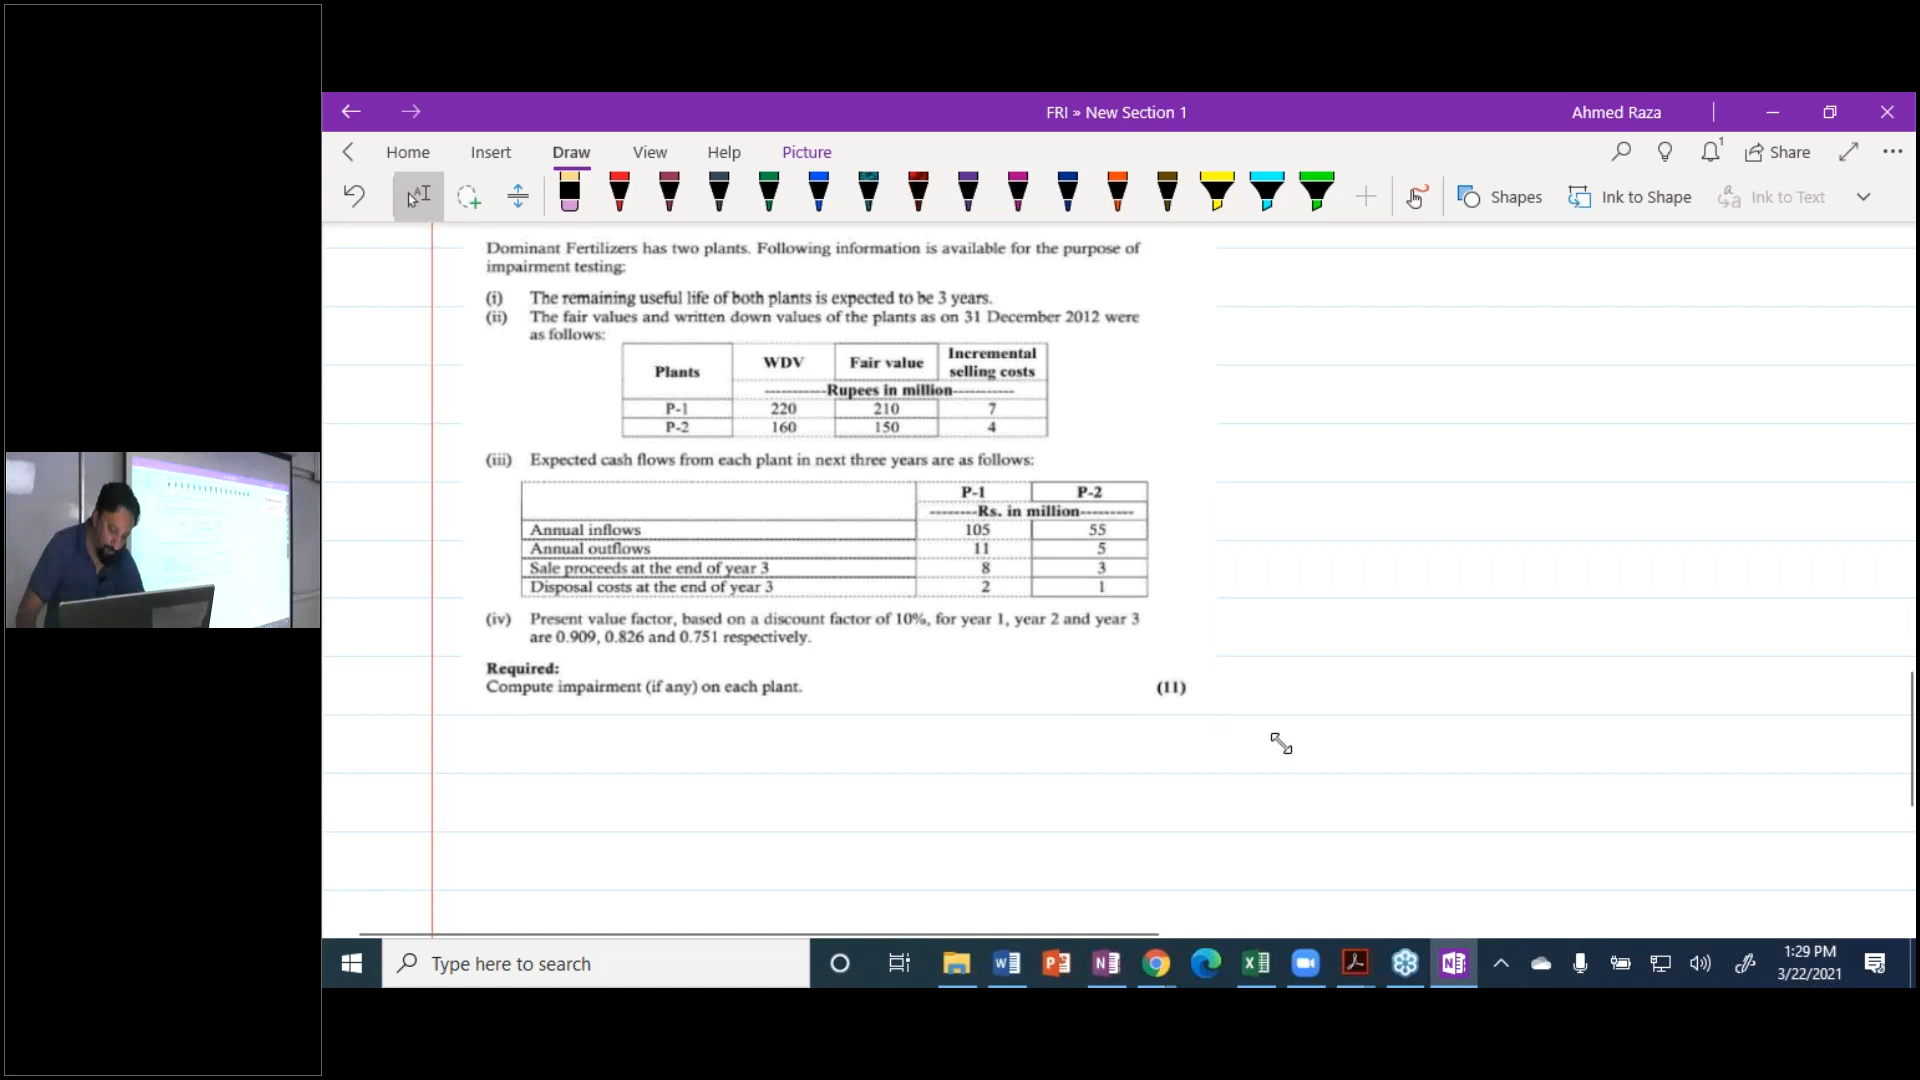 FRI » New Section 1
Ahmed Raza
Home Insert Draw View Help Picture
Share
Shapes Ink to Shape Ink to Text
Dominant Fertilizers has two plants. Following information is available for the purpose of
impairment testing:
(i) The remaining useful life of both plants is expected to be 3 years.
(ii) The fair values and written down values of the plants as on 31 December 2012 were
as follows:
Plants WDV Fair value Incremental selling costs
----------Rupees in million----------
P-1 220 210 7
P-2 160 150 4
(iii) Expected cash flows from each plant in next three years are as follows:
P-1 P-2
--------Rs. in million---------
Annual inflows 105 55
Annual outflows 11 5
Sale proceeds at the end of year 3 8 3
Disposal costs at the end of year 3 2 1
(iv) Present value factor, based on a discount factor of 10%, for year 1, year 2 and year 3
are 0.909, 0.826 and 0.751 respectively.
Required:
Compute impairment (if any) on each plant. (11)
Type here to search
1:29 PM
3/22/2021